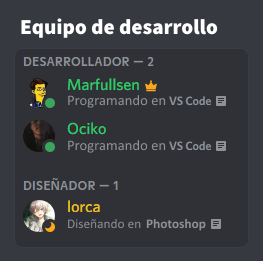 Equipo de desarrollo
DESARROLLADOR — 2
Marfullsen
Programando en VS Code
Ociko
Programando en VS Code
DISEÑADOR — 1
lorca
Diseñando en Photoshop